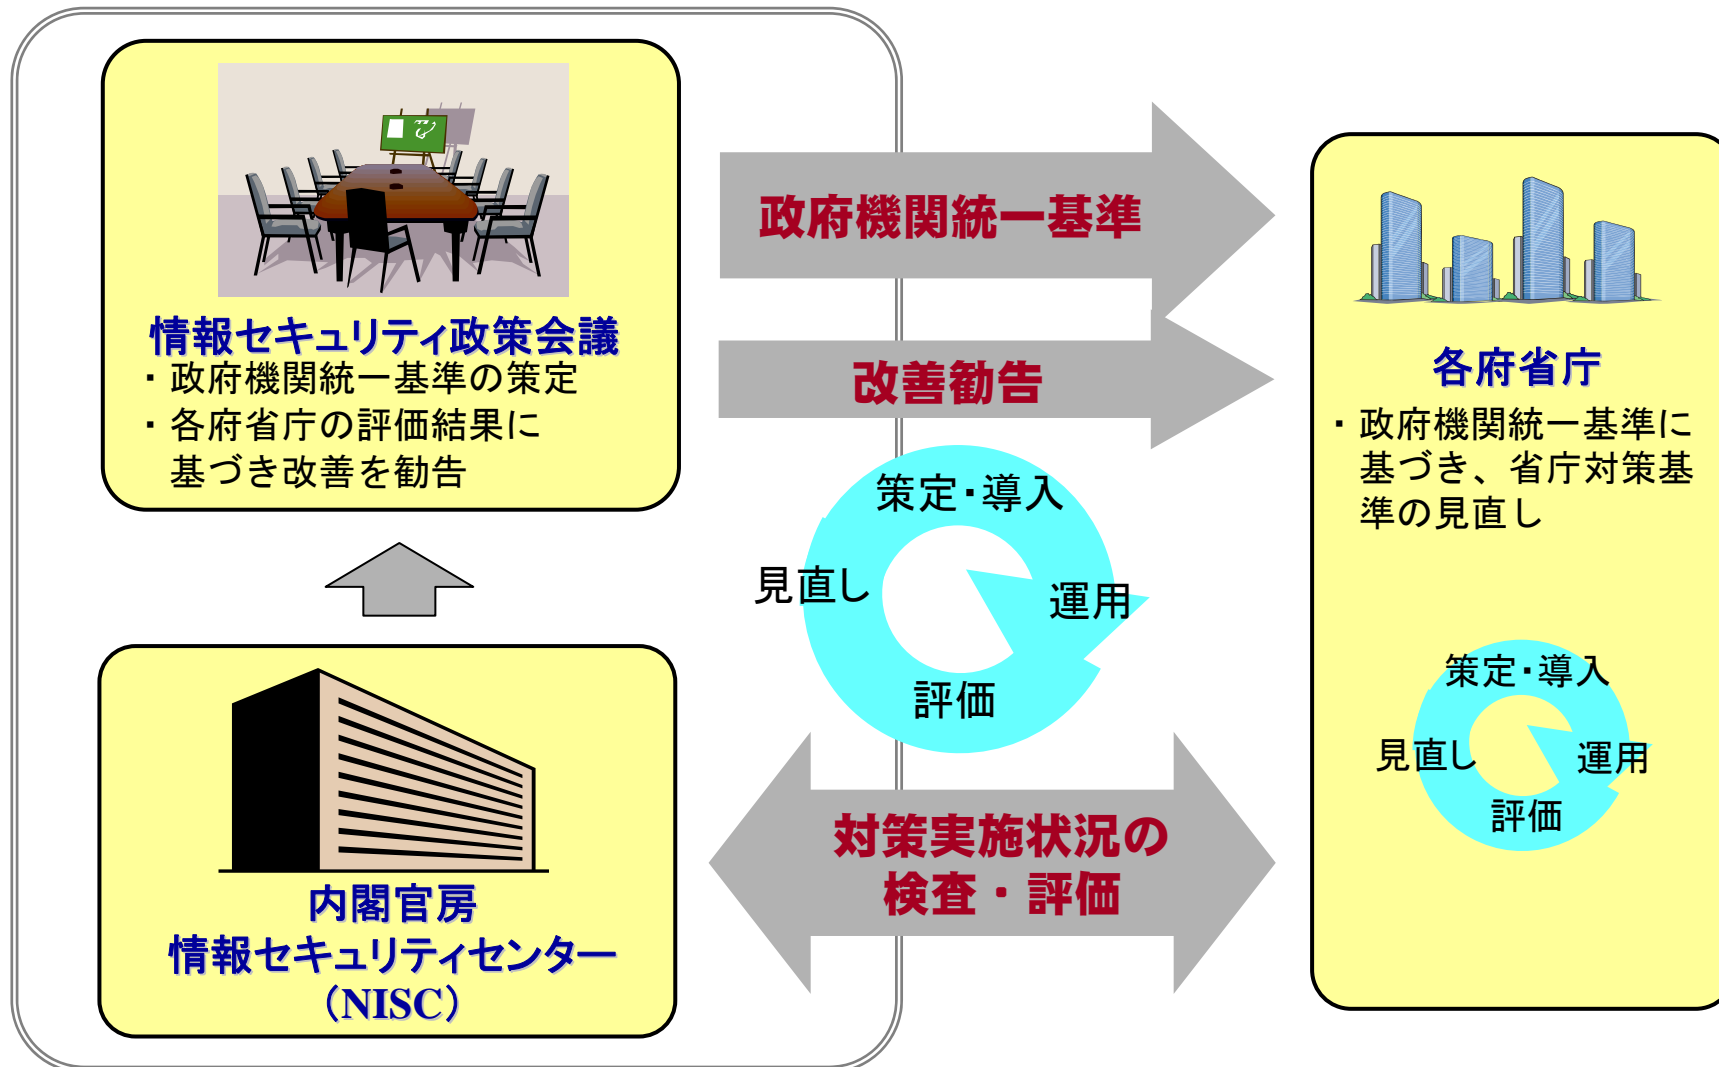 情報セキュリティ政策会議
・政府機関統一基準の策定
・各府省庁の評価結果に
基づき改善を勧告
内閣官房
情報セキュリティセンター
（NISC）
政府機関統一基準
改善勧告
策定・導入
見直し
運用
評価
対策実施状況の
検査・評価
各府省庁
・政府機関統一基準に
基づき、省庁対策基
準の見直し
策定・導入
見直し
運用
評価